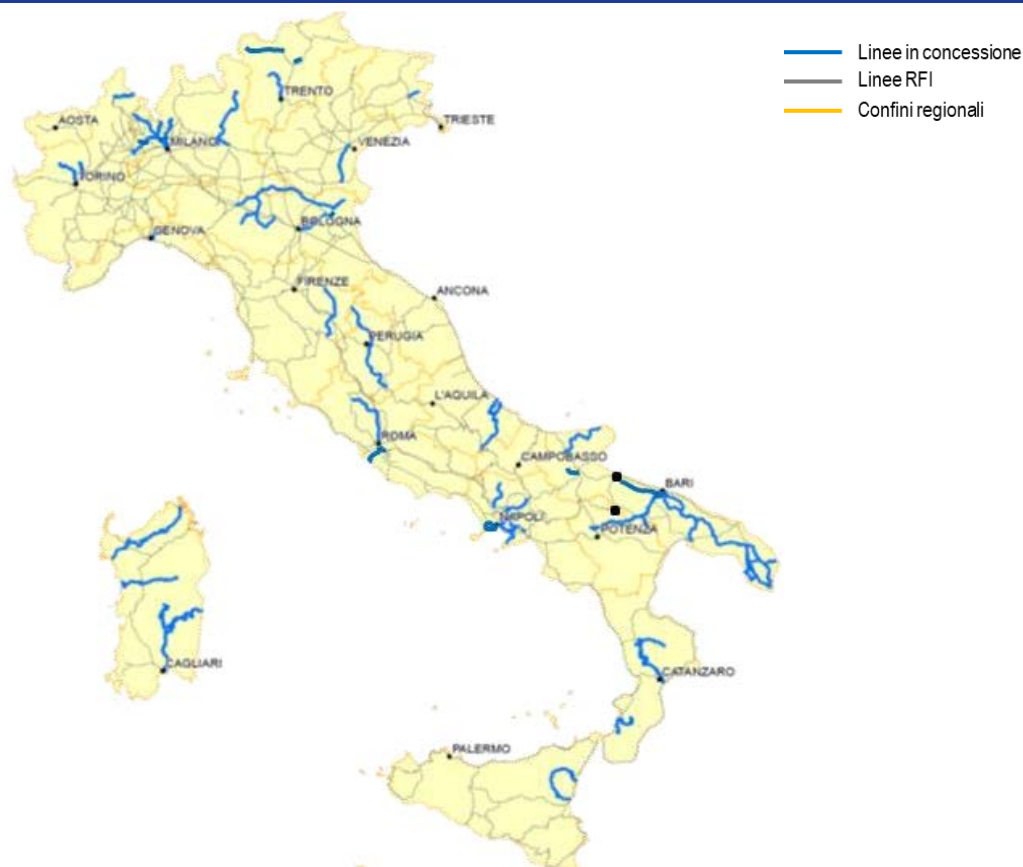 Linee in concessione
Linee RFI
Confini regionali
TRENTO
AOSTA
TRIESTE
MILANO
VENEZIA
TORINO
BOLOGNA
GENOVA
FIRENZE
ANCONA
PERUGIA
L'AQUILA
ROMA
CAMPOBASSO
BARI
NAPOLI
POTENZA
CAGLIARI
CATANZARO
PALERMO